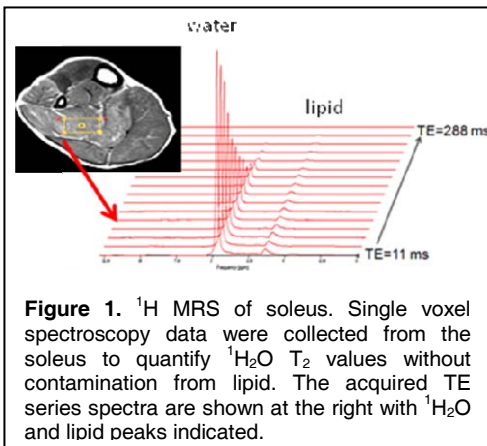 water
lipid
TE=288 ms
TE=11 ms
Frequency (ppm)
Figure 1. ¹H MRS of soleus. Single voxel
spectroscopy data were collected from the
soleus to quantify ¹H₂O T₂ values without
contamination from lipid. The acquired TE
series spectra are shown at the right with ¹H₂O
and lipid peaks indicated.